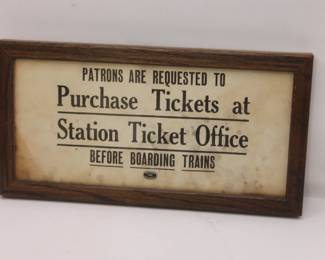 PATRONS ARE REQUESTED TO
Purchase Tickets at
Station Ticket Office
BEFORE BOARDING TRAINS